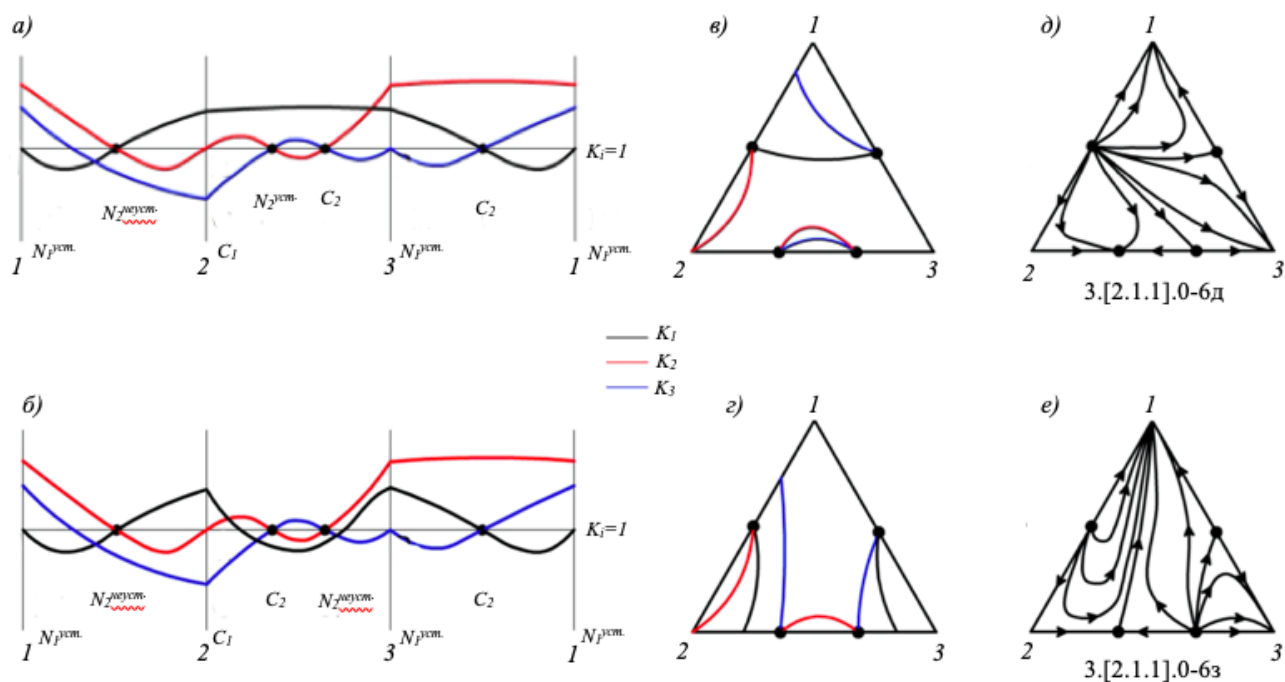 а)
в)
1
д)
1
Kᵢ=1
N₂неуст.
N₂уст.
C₂
C₂
N₁уст.
C₁
N₁уст.
N₁уст.
1
2
3
1
2
3
2
3
3.[2.1.1].0-6д
K₁
K₂
K₃
б)
г)
1
е)
1
Kᵢ=1
N₂неуст.
C₂
N₂неуст.
C₂
N₁уст.
C₁
N₁уст.
N₁уст.
1
2
3
1
2
3
2
3
3.[2.1.1].0-6з